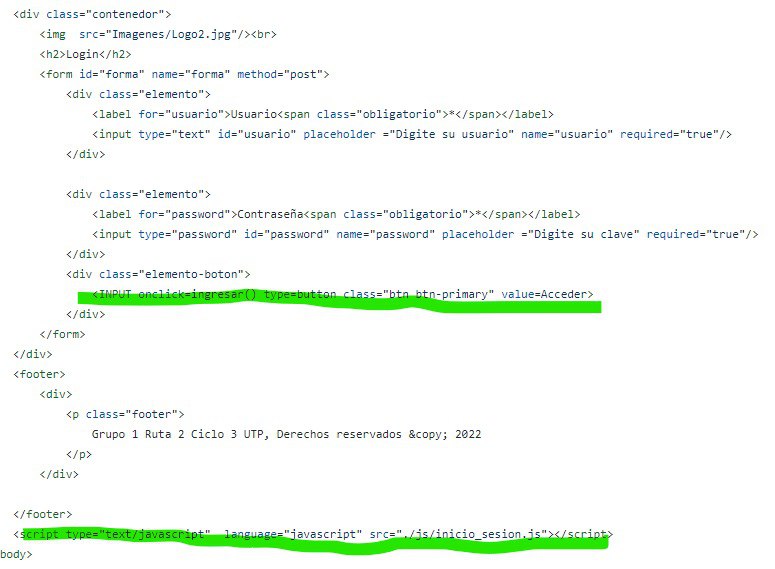 <div class="contenedor">
<img  src="Imagenes/Logo2.jpg"/><br>
<h2>Login</h2>
<form id="forma" name="forma" method="post">
<div class="elemento">
<label for="usuario">Usuario<span class="obligatorio">*</span></label>
<input type="text" id="usuario" placeholder ="Digite su usuario" name="usuario" required="true"/>
</div>
<div class="elemento">
<label for="password">Contraseña<span class="obligatorio">*</span></label>
<input type="password" id="password" name="password" placeholder ="Digite su clave" required="true"/>
</div>
<div class="elemento-boton">
<INPUT onclick=ingresar() type=button class="btn btn-primary" value=Acceder>
</div>
</form>
</div>
<footer>
<div>
<p class="footer">
Grupo 1 Ruta 2 Ciclo 3 UTP, Derechos reservados &copy; 2022
</p>
</div>
</footer>
<script type="text/javascript"  language="javascript" src="./js/inicio_sesion.js"></script>
body>